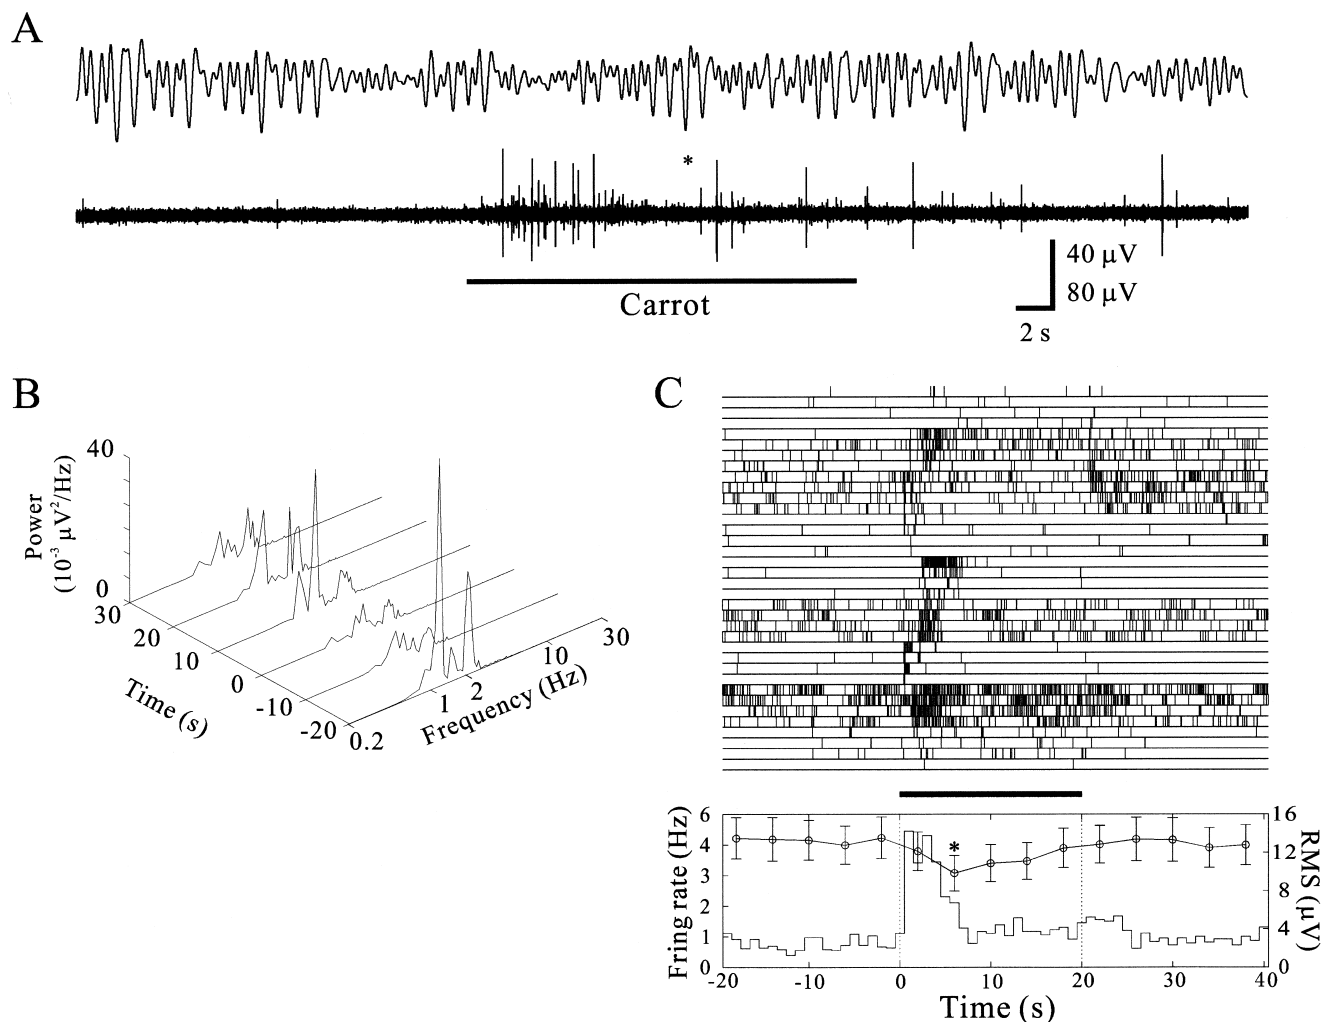 A
*
40 µV
80 µV
Carrot
2 s
B
40
Power
(10⁻³ µV²/Hz)
0
30
20
10
0
-10
-20
Time (s)
0.2
1
2
10
30
Frequency (Hz)
C
6
5
4
3
2
1
0
Fring rate (Hz)
*
16
12
8
4
0
RMS (µV)
-20
-10
0
10
20
30
40
Time (s)